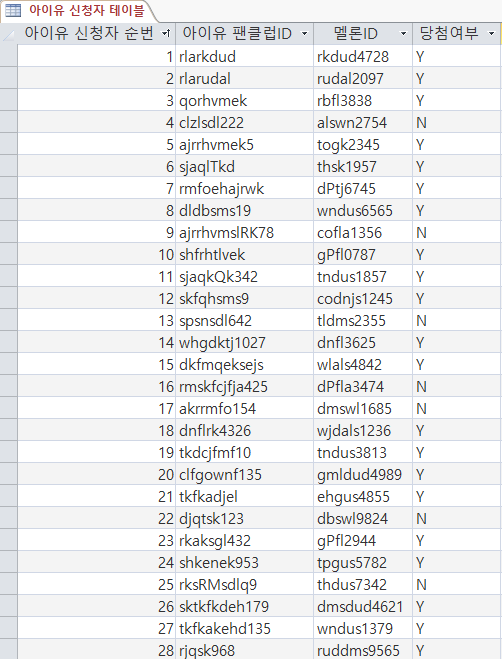 아이유 신청자 테이블
아이유 신청자 순번 아이유 팬클럽ID 멜론ID 당첨여부
1 rlarkdud rkdud4728 Y
2 rlarudal rudal2097 Y
3 qorhvmek rbfl3838 Y
4 clzlsdl222 alswn2754 N
5 ajrrhvmek5 togk2345 Y
6 sjaqlTkd thsk1957 Y
7 rmfoehajrwk dPtj6745 Y
8 dldbsms19 wndus6565 Y
9 ajrrhvmslRK78 cofla1356 N
10 shfrhtlvek gPfl0787 Y
11 sjaqkQk342 tndus1857 Y
12 skfqhsms9 codnjs1245 Y
13 spsnsdl642 tldms2355 N
14 whgdktj1027 dnfl3625 Y
15 dkfmqeksejs wlals4842 Y
16 rmskfcjfja425 dPfla3474 N
17 akrrmfo154 dmswl1685 N
18 dnflrk4326 wjdals1236 Y
19 tkdcjfmf10 tndus3813 Y
20 clfgownf135 gmldud4989 Y
21 tkfkadjel ehgus4855 Y
22 djqtsk123 dbswl9824 N
23 rkaksgl432 gPfl2944 Y
24 shkenek953 tpgus5782 Y
25 rksRMsdlq9 thdus7342 N
26 sktkfkdeh179 dmsdud4621 Y
27 tkfkakehd135 wndus1379 Y
28 rjqsk968 ruddms9565 Y